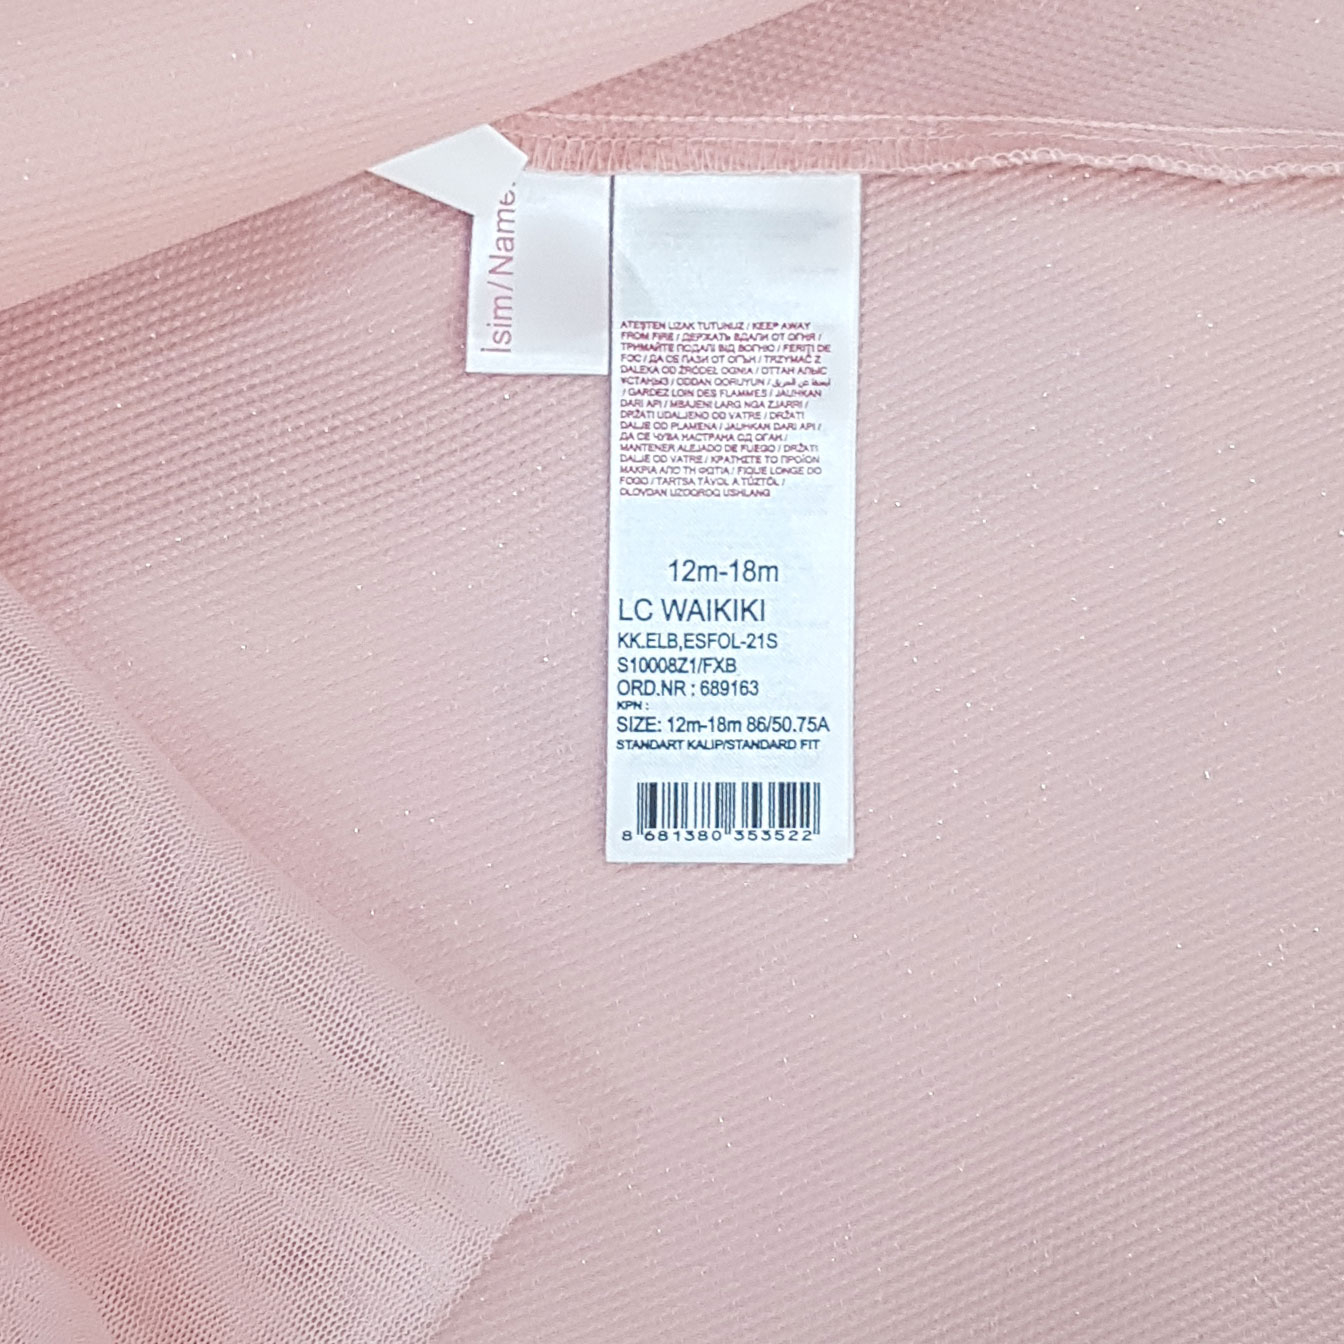 İsim/Name:
ATEŞTEN UZAK TUTUNUZ / KEEP AWAY
FROM FIRE / ДЕРЖАТЬ ВДАЛИ ОТ ОГНЯ /
ТРИМАЙТЕ ПОДАЛІ ВІД ВОГНЮ / FERIȚI DE
FOC / ДА СЕ ПАЗИ ОТ ОГЪН / TRZYMAĆ Z
DALEKA OD ŹRÓDEŁ OGNIA / ОТТАН АЛЫС
ҰСТАҢЫЗ / ODDAN QORUYUN / ابعدها عن الحريق
/ GARDEZ LOIN DES FLAMMES / JAUHKAN
DARI API / MBAJENI LARG NGA ZJARRI /
DRŽATI UDALJENO OD VATRE / DRŽATI
DALJE OD PLAMENA / JAUHKAN DARI API /
ДА СЕ ЧУВА НАСТРАНА ОД ОГАН /
MANTENER ALEJADO DE FUEGO / DRŽATI
DALJE OD VATRE / ΚΡΑΤΗΣΤΕ ΤΟ ΠΡΟΪΟΝ
ΜΑΚΡΙΑ ΑΠΟ ΤΗ ΦΩΤΙΑ / FIQUE LONGE DO
FOGO / TARTSA TÁVOL A TŰZTŐL /
OLOVDAN UZOQROQ USHLANG
12m-18m
LC WAIKIKI
KK.ELB,ESFOL-21S
S10008Z1/FXB
ORD.NR : 689163
KPN :
SIZE: 12m-18m 86/50.75A
STANDART KALIP/STANDARD FIT
8 681380 353522